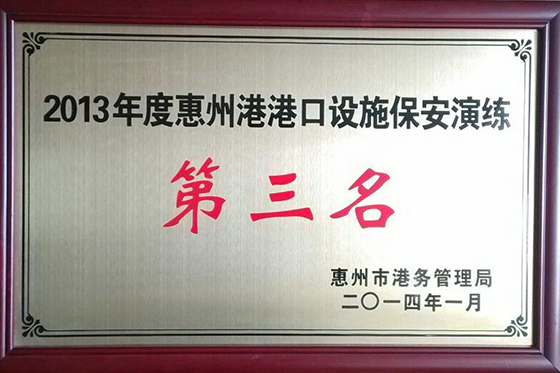 2013年度惠州港港口设施保安演练
第三名
惠州市港务管理局
二〇一四年一月